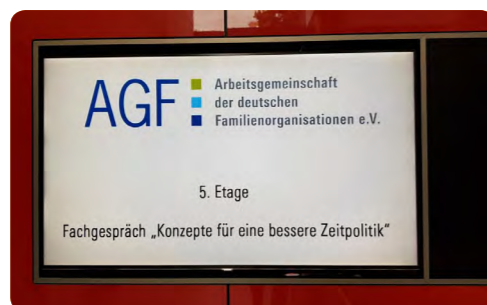 AGF
Arbeitsgemeinschaft
der deutschen
Familienorganisationen e.V.
5. Etage
Fachgespräch „Konzepte für eine bessere Zeitpolitik“